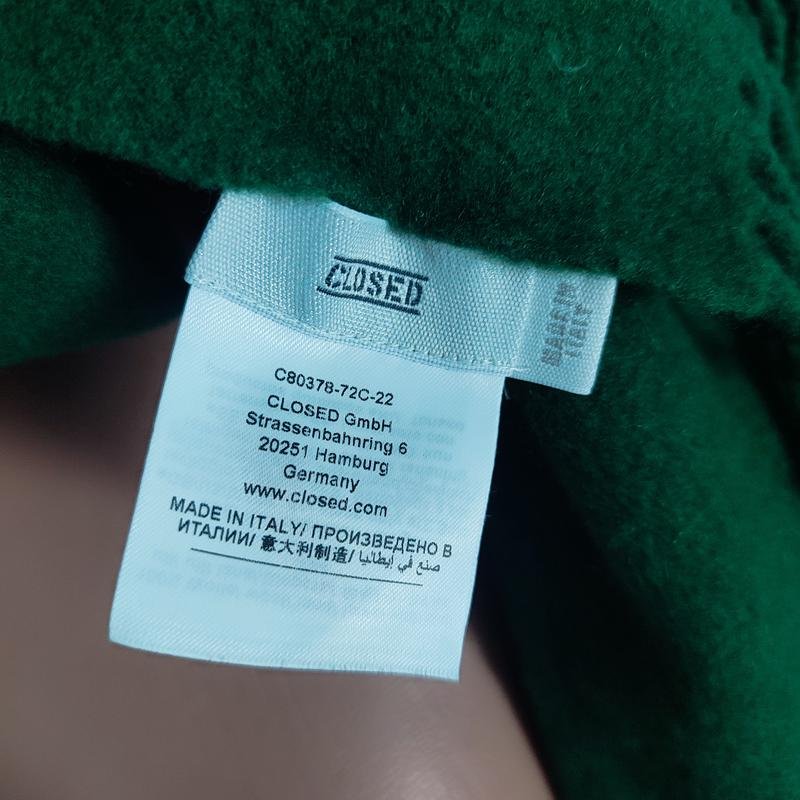 CLOSED
MADE IN
ITALY
C80378-72C-22
CLOSED GmbH
Strassenbahnring 6
20251 Hamburg
Germany
www.closed.com
MADE IN ITALY/ ПРОИЗВЕДЕНО В
ИТАЛИИ/ 意大利制造/ صنع في إيطاليا